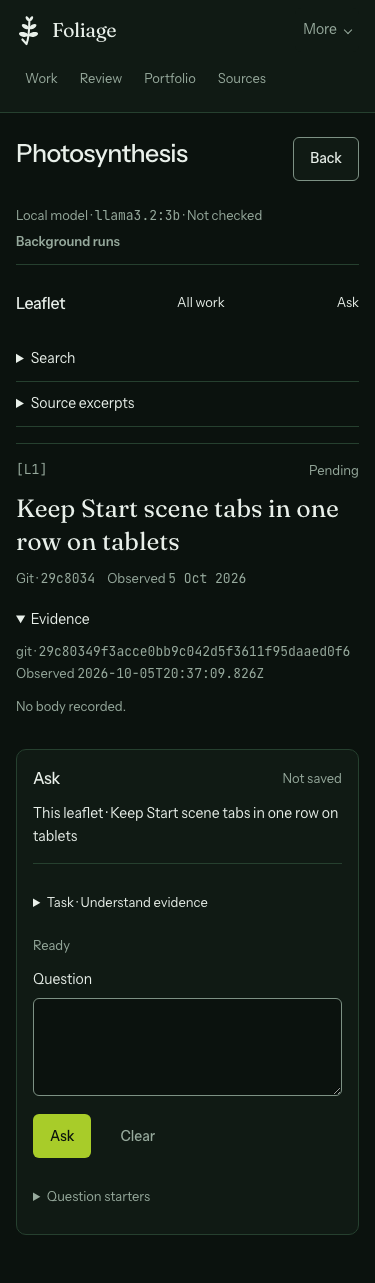 Foliage
More
Work Review Portfolio Sources
Photosynthesis
Back
Local model · llama3.2:3b · Not checked
Background runs
Leaflet All work Ask
Search
Source excerpts
[L1] Pending
Keep Start scene tabs in one
row on tablets
Git · 29c8034 Observed 5 Oct 2026
Evidence
git · 29c80349f3acce0bb9c042d5f3611f95daaed0f6
Observed 2026-10-05T20:37:09.826Z
No body recorded.
Ask Not saved
This leaflet · Keep Start scene tabs in one row on
tablets
Task · Understand evidence
Ready
Question
Ask Clear
Question starters